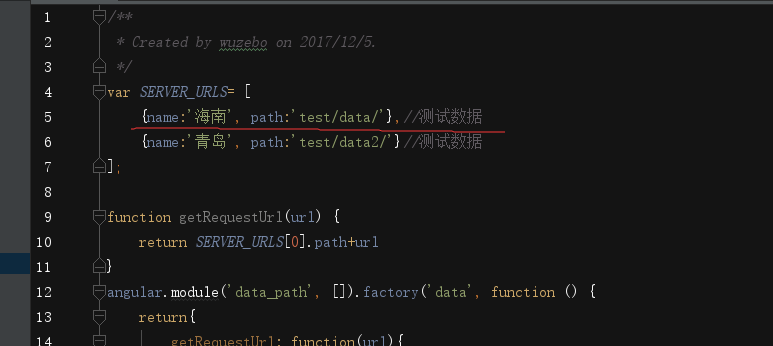 1 /**
2 * Created by wuzebo on 2017/12/5.
3 */
4 var SERVER_URLS= [
5 {name:'海南', path:'test/data/'},//测试数据
6 {name:'青岛', path:'test/data2/'}//测试数据
7 ];
8
9 function getRequestUrl(url) {
10 return SERVER_URLS[0].path+url
11 }
12 angular.module('data_path', []).factory('data', function () {
13 return{
14 getRequestUrl: function(url){